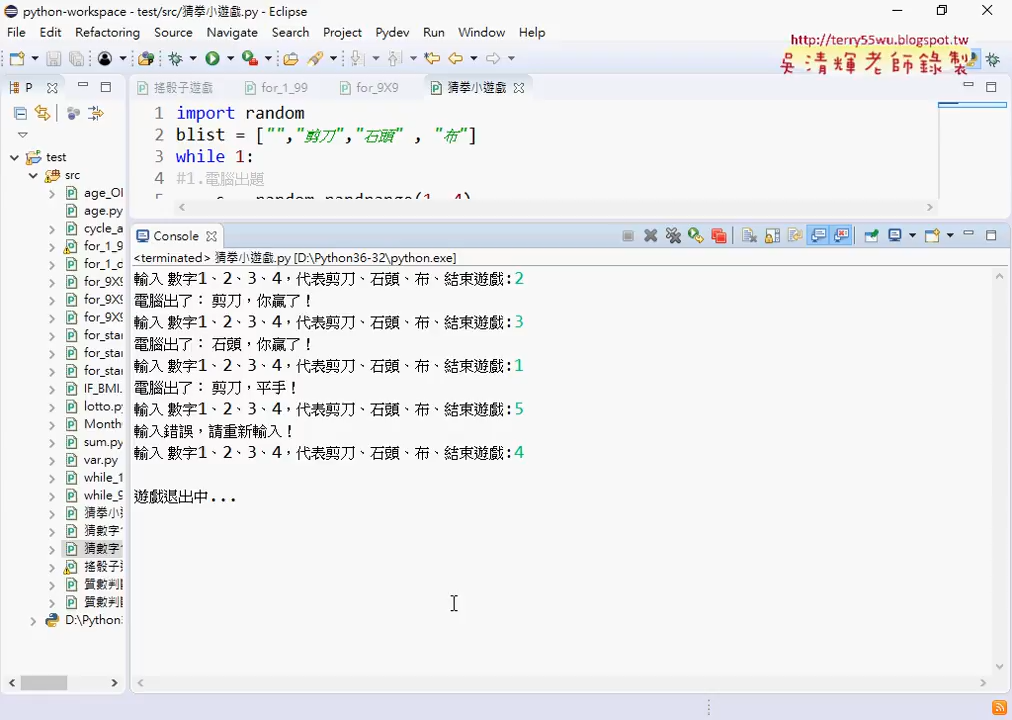 python-workspace - test/src/猜拳小遊戲.py - Eclipse
File Edit Refactoring Source Navigate Search Project Pydev Run Window Help
http://terry55wu.blogspot.tw
吳清輝老師錄製
P
搖骰子遊戲 for_1_99 for_9X9 猜拳小遊戲
1 import random
2 blist = ["","剪刀","石頭" , "布"]
3 while 1:
4 #1.電腦出題
5 c = random.randrange(1, 4)
test
src
age_OI
age.py
cycle_a
for_1_9
for_1_d
for_9X9
for_9X9
for_9X9
for_star
for_star
for_star
IF_BMI.
lotto.py
Month
sum.py
var.py
while_1
while_9
猜拳小
猜數字
猜數字
搖骰子
質數判
質數判
D:\Python
Console
<terminated> 猜拳小遊戲.py [D:\Python36-32\python.exe]
輸入 數字1、2、3、4，代表剪刀、石頭、布、結束遊戲:2
電腦出了： 剪刀，你贏了！
輸入 數字1、2、3、4，代表剪刀、石頭、布、結束遊戲:3
電腦出了： 石頭，你贏了！
輸入 數字1、2、3、4，代表剪刀、石頭、布、結束遊戲:1
電腦出了： 剪刀，平手！
輸入 數字1、2、3、4，代表剪刀、石頭、布、結束遊戲:5
輸入錯誤，請重新輸入！
輸入 數字1、2、3、4，代表剪刀、石頭、布、結束遊戲:4
遊戲退出中...